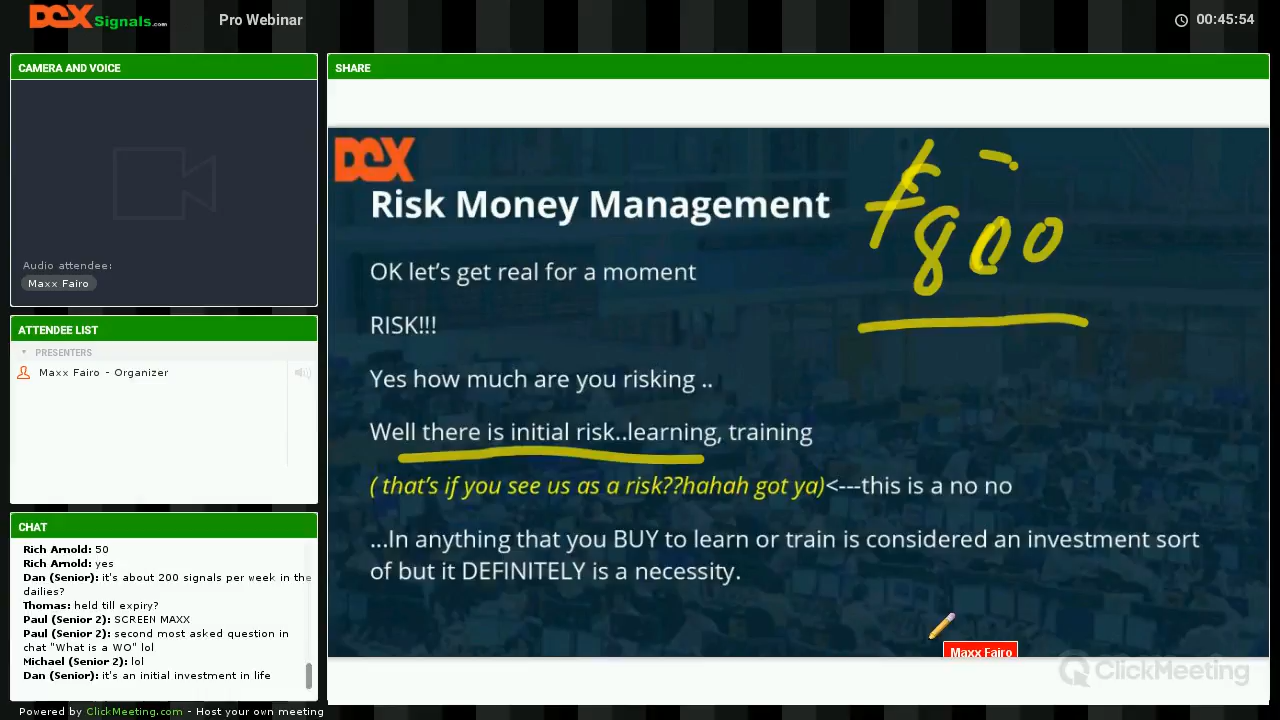 DCX Signals.com
Pro Webinar
00:45:54
CAMERA AND VOICE
Audio attendee:
Maxx Fairo
ATTENDEE LIST
PRESENTERS
Maxx Fairo - Organizer
CHAT
Rich Arnold: 50
Rich Arnold: yes
Dan (Senior): it's about 200 signals per week in the
dailies?
Thomas: held till expiry?
Paul (Senior 2): SCREEN MAXX
Paul (Senior 2): second most asked question in
chat "What is a WO" lol
Michael (Senior 2): lol
Dan (Senior): it's an initial investment in life
Powered by ClickMeeting.com - Host your own meeting
SHARE
DCX
Risk Money Management
800
OK let's get real for a moment
RISK!!!
Yes how much are you risking ..
Well there is initial risk..learning, training
( that's if you see us as a risk??hahah got ya)<---this is a no no
...In anything that you BUY to learn or train is considered an investment sort
of but it DEFINITELY is a necessity.
Maxx Fairo
ClickMeeting